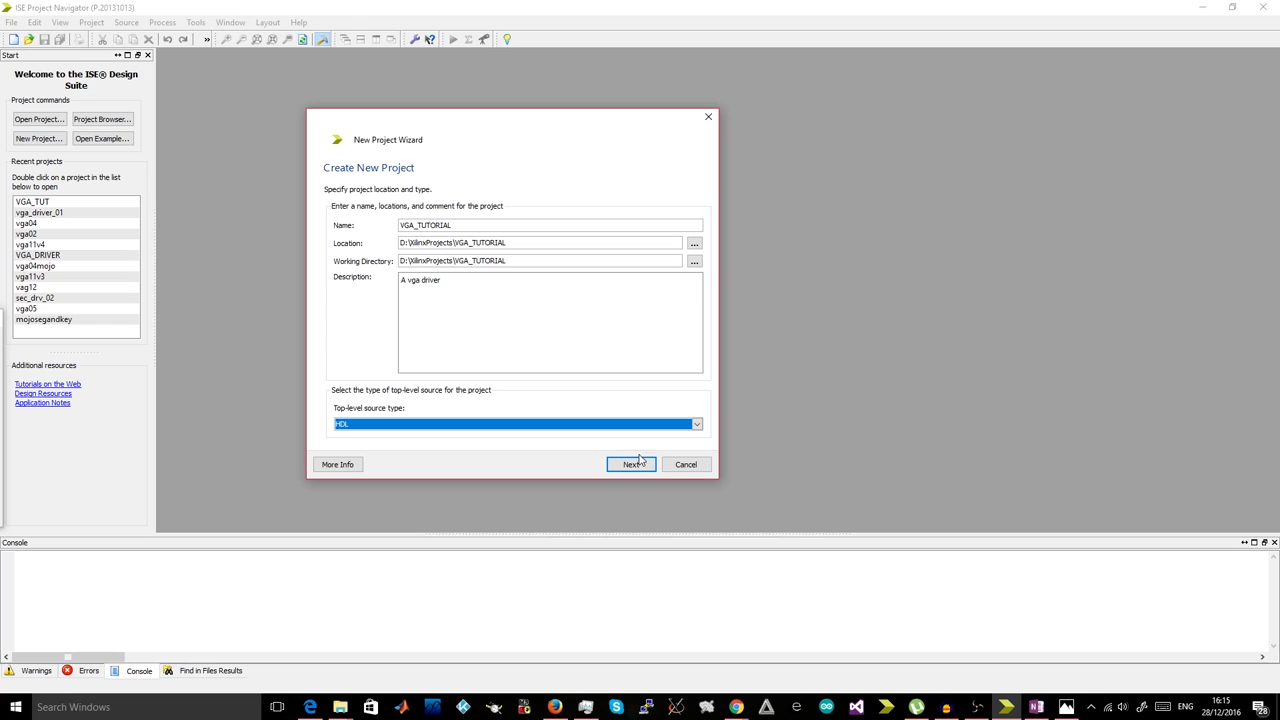 ISE Project Navigator (P.20131013)
File Edit View Project Source Process Tools Window Layout Help
»
Start
Welcome to the ISE® Design
Suite
Project commands
Open Project... Project Browser...
New Project... Open Example...
Recent projects
Double click on a project in the list
below to open
VGA_TUT
vga_driver_01
vga04
vga02
vga11v4
VGA_DRIVER
vga04mojo
vga11v3
vag12
sec_drv_02
vga05
mojosegandkey
Additional resources
Tutorials on the Web
Design Resources
Application Notes
New Project Wizard
Create New Project
Specify project location and type.
Enter a name, locations, and comment for the project
Name: VGA_TUTORIAL
Location: D:\XilinxProjects\VGA_TUTORIAL ...
Working Directory: D:\XilinxProjects\VGA_TUTORIAL ...
Description: A vga driver
Select the type of top-level source for the project
Top-level source type:
HDL
More Info Next Cancel
Console
Warnings Errors Console Find in Files Results
Search Windows
ENG
16:15
28/12/2016